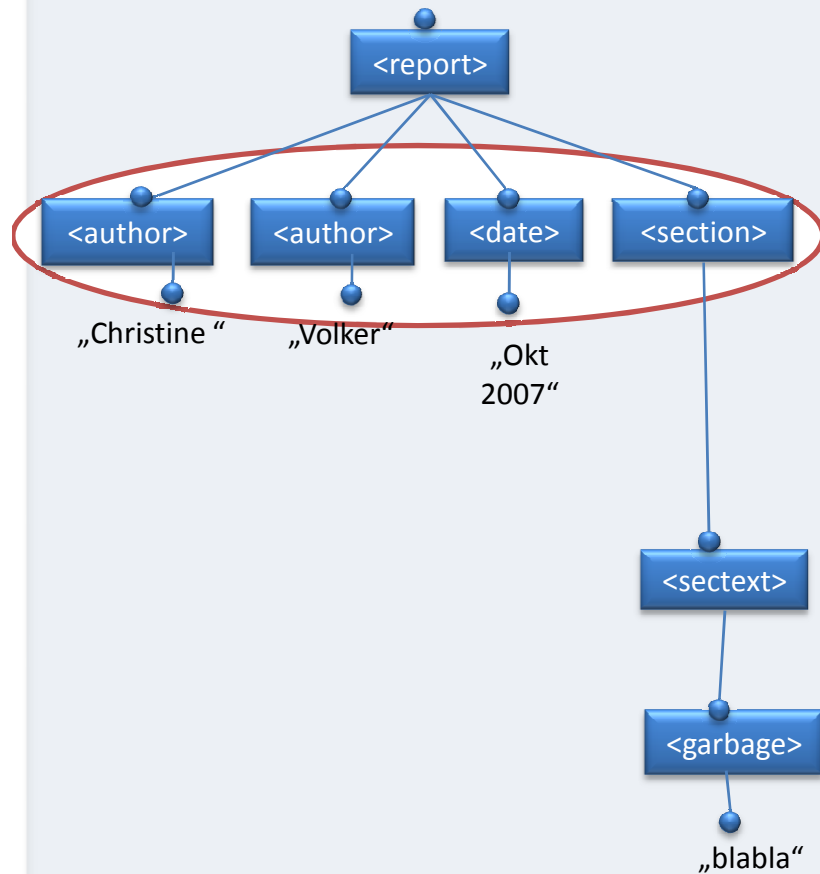 <report>
<author> <author> <date> <section>
„Christine “ „Volker“ „Okt
2007“
<sectext>
<garbage>
„blabla“